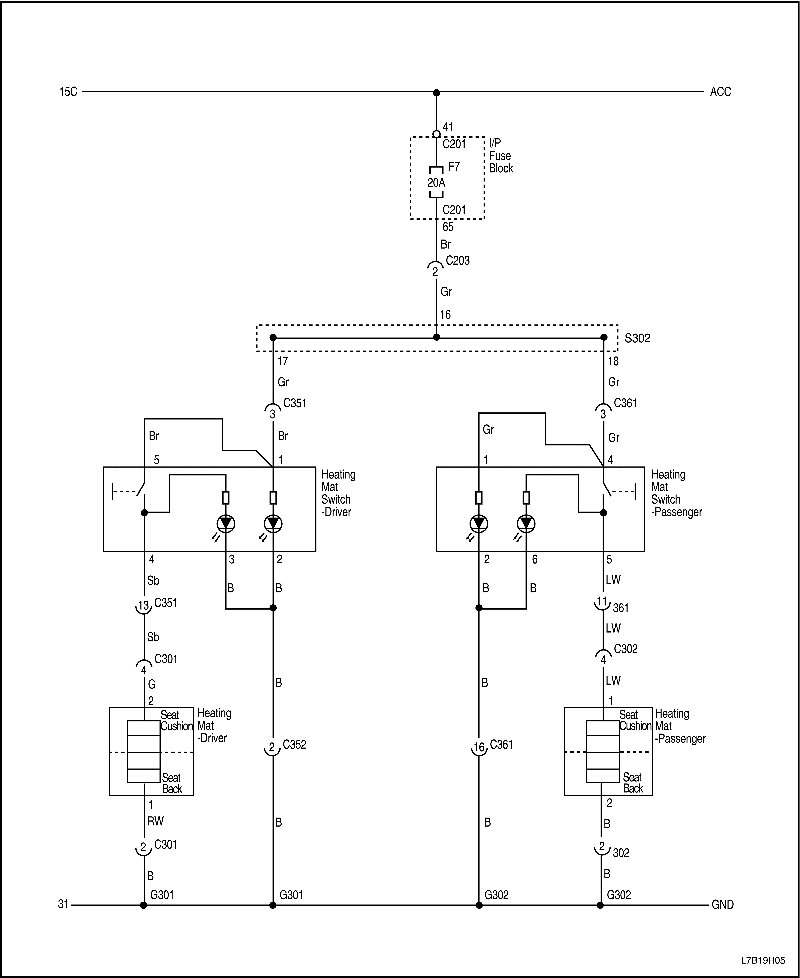 15C ACC
41
C201
I/P
Fuse
Block
F7
20A
C201
65
Br
C203
2
Gr
16
S302
17 18
Gr Gr
C351 C361
3 3
Br Br Gr Gr
5 1 1 4
Heating
Mat
Switch
-Driver
Heating
Mat
Switch
-Passenger
4 3 2 2 6 5
Sb B B B B LW
13 C351 11 361
Sb LW
C301 C302
4 4
G B B LW
2 1
Seat
Cushion
Heating
Mat
-Driver
Seat
Back
2 C352
16 C361
Seat
Cushion
Heating
Mat
-Passenger
Seat
Back
1 2
RW B B B
2 C301 2 302
B B
G301 G301 G302 G302
31 GND
L7B19H05